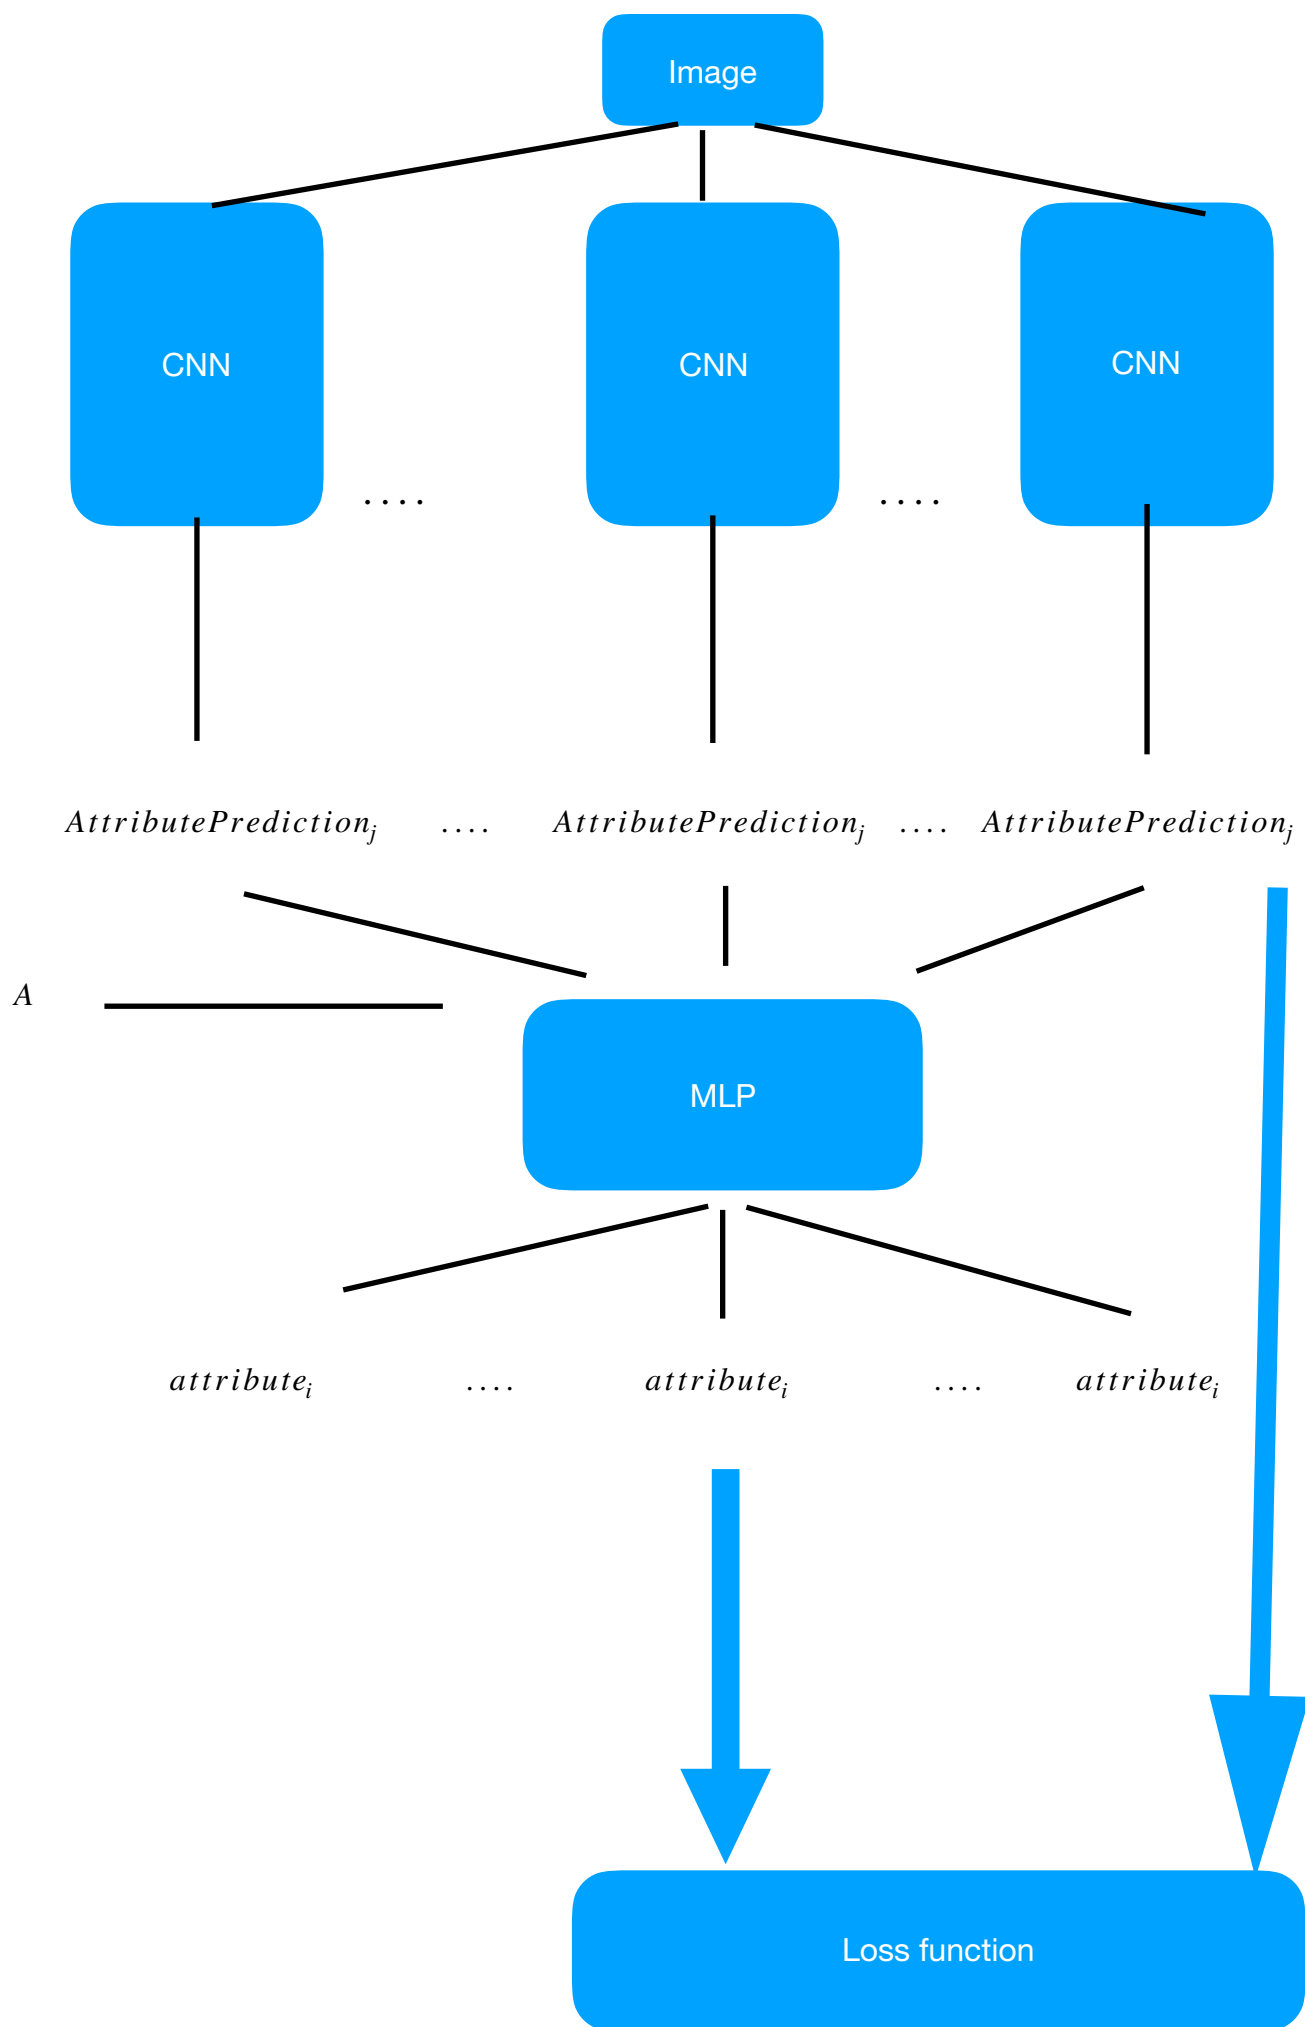 Image
CNN
CNN
CNN
....
....
AttributePrediction_j .... AttributePrediction_j .... AttributePrediction_j
A
MLP
attribute_i .... attribute_i .... attribute_i
Loss function